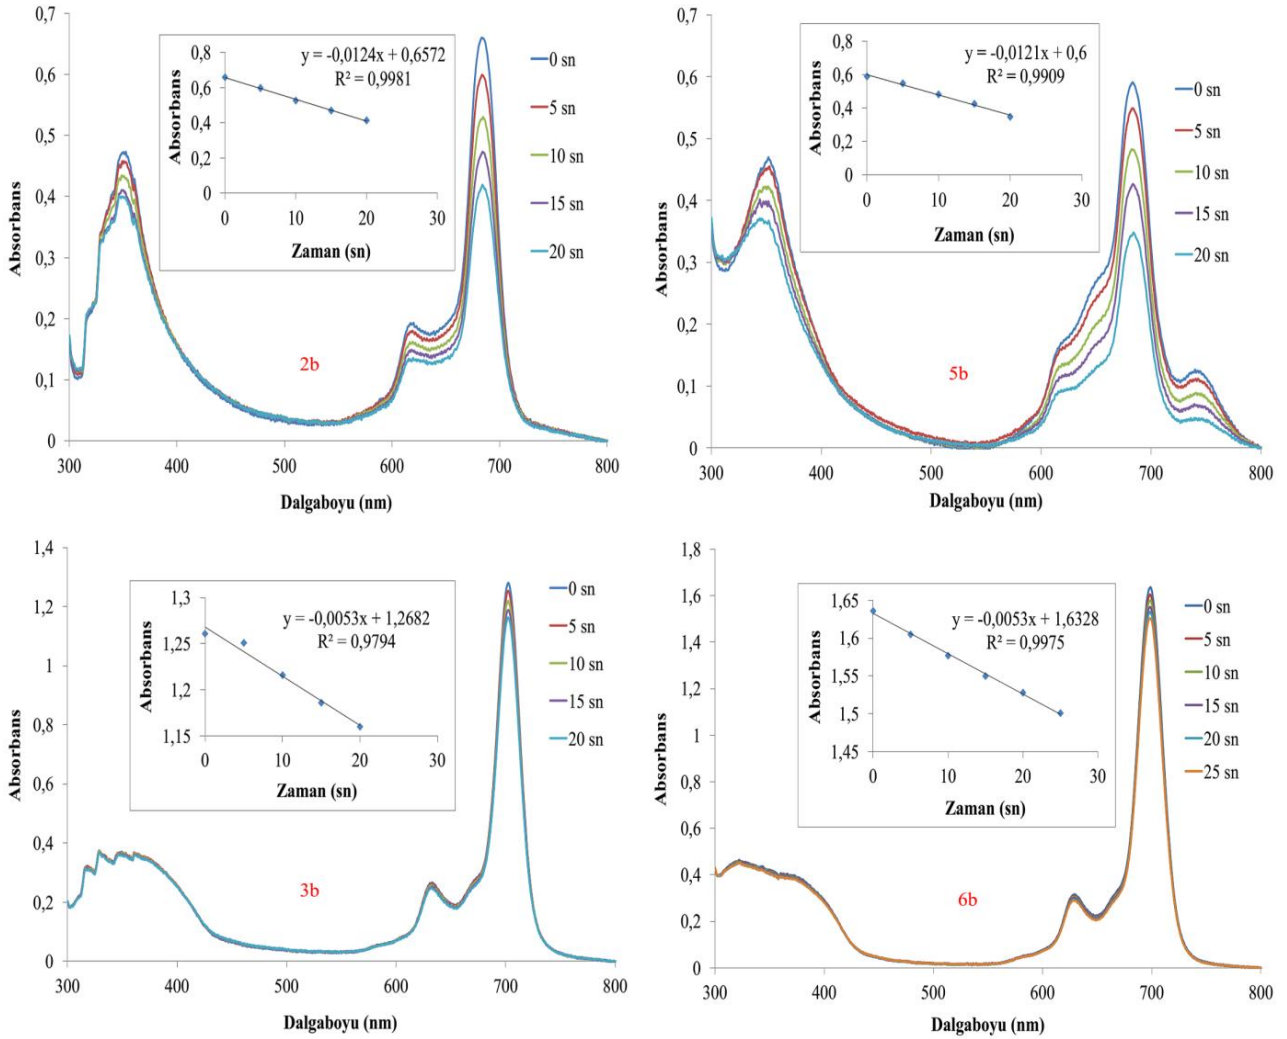 0,7
0,6
0,5
0,4
0,3
0,2
0,1
0
300
400
500
600
700
800
Absorbans
Dalgaboyu (nm)
2b
0 sn
5 sn
10 sn
15 sn
20 sn
0,8
0,6
0,4
0,2
0
0
10
20
30
Absorbans
Zaman (sn)
y = -0,0124x + 0,6572
R² = 0,9981
0,7
0,6
0,5
0,4
0,3
0,2
0,1
0
300
400
500
600
700
800
Absorbans
Dalgaboyu (nm)
5b
0 sn
5 sn
10 sn
15 sn
20 sn
0,8
0,6
0,4
0,2
0
0
10
20
30
Absorbans
Zaman (sn)
y = -0,0121x + 0,6
R² = 0,9909
1,4
1,2
1
0,8
0,6
0,4
0,2
0
300
400
500
600
700
800
Absorbans
Dalgaboyu (nm)
3b
0 sn
5 sn
10 sn
15 sn
20 sn
1,3
1,25
1,2
1,15
0
10
20
30
Absorbans
Zaman (sn)
y = -0,0053x + 1,2682
R² = 0,9794
1,8
1,6
1,4
1,2
1
0,8
0,6
0,4
0,2
0
300
400
500
600
700
800
Absorbans
Dalgaboyu (nm)
6b
0 sn
5 sn
10 sn
15 sn
20 sn
25 sn
1,65
1,6
1,55
1,5
1,45
0
10
20
30
Absorbans
Zaman (sn)
y = -0,0053x + 1,6328
R² = 0,9975